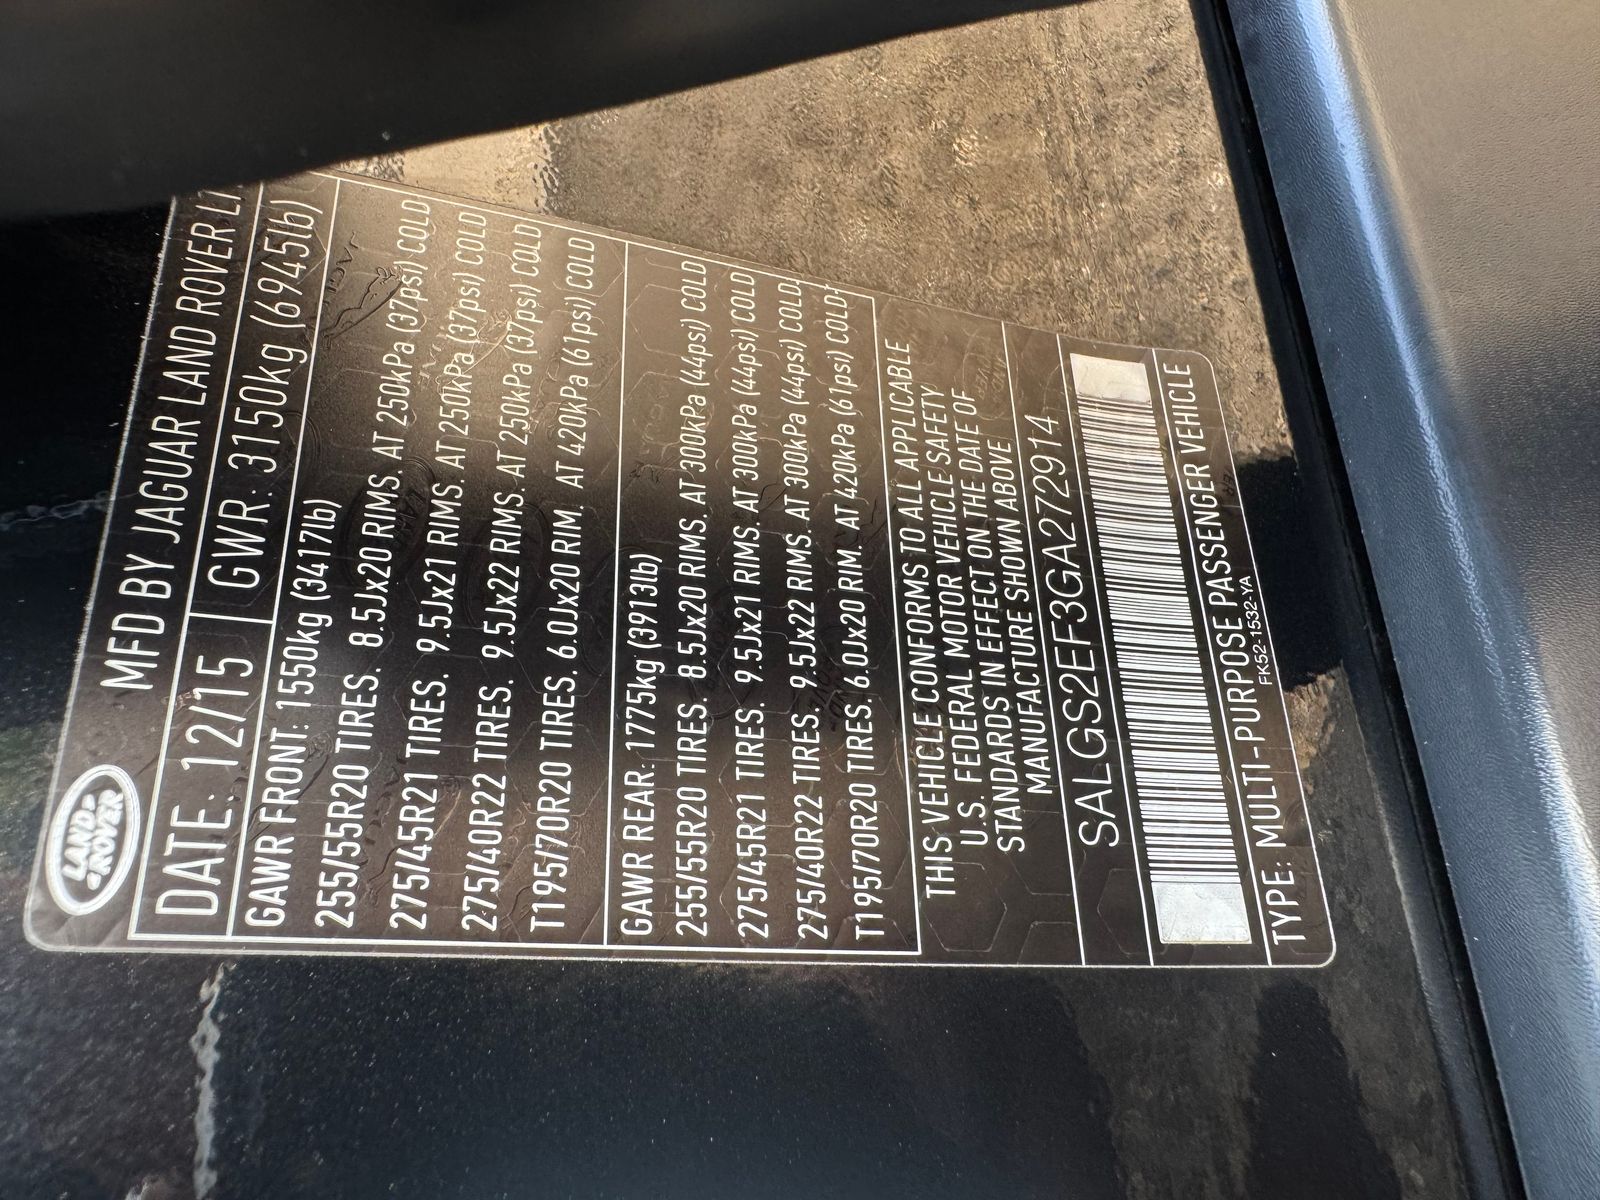 LAND-
-ROVER
MFD BY JAGUAR LAND ROVER
DATE: 12/15 GWR: 3150kg (6945lb)
GAWR FRONT: 1550kg (3417lb)
255/55R20 TIRES. 8.5Jx20 RIMS. AT 250kPa (37psi) COLD
275/45R21 TIRES. 9.5Jx21 RIMS. AT 250kPa (37psi) COLD
275/40R22 TIRES. 9.5Jx22 RIMS. AT 250kPa (37psi) COLD
T195/70R20 TIRES. 6.0Jx20 RIM. AT 420kPa (61psi) COLD
GAWR REAR: 1775kg (3913lb)
255/55R20 TIRES. 8.5Jx20 RIMS. AT 300kPa (44psi) COLD
275/45R21 TIRES. 9.5Jx21 RIMS. AT 300kPa (44psi) COLD
275/40R22 TIRES. 9.5Jx22 RIMS. AT 300kPa (44psi) COLD
T195/70R20 TIRES. 6.0Jx20 RIM. AT 420kPa (61psi) COLD
THIS VEHICLE CONFORMS TO ALL APPLICABLE
U.S. FEDERAL MOTOR VEHICLE SAFETY
STANDARDS IN EFFECT ON THE DATE OF
MANUFACTURE SHOWN ABOVE
SALGS2EF3GA272914
TYPE: MULTI-PURPOSE PASSENGER VEHICLE
FK52-1532-YA